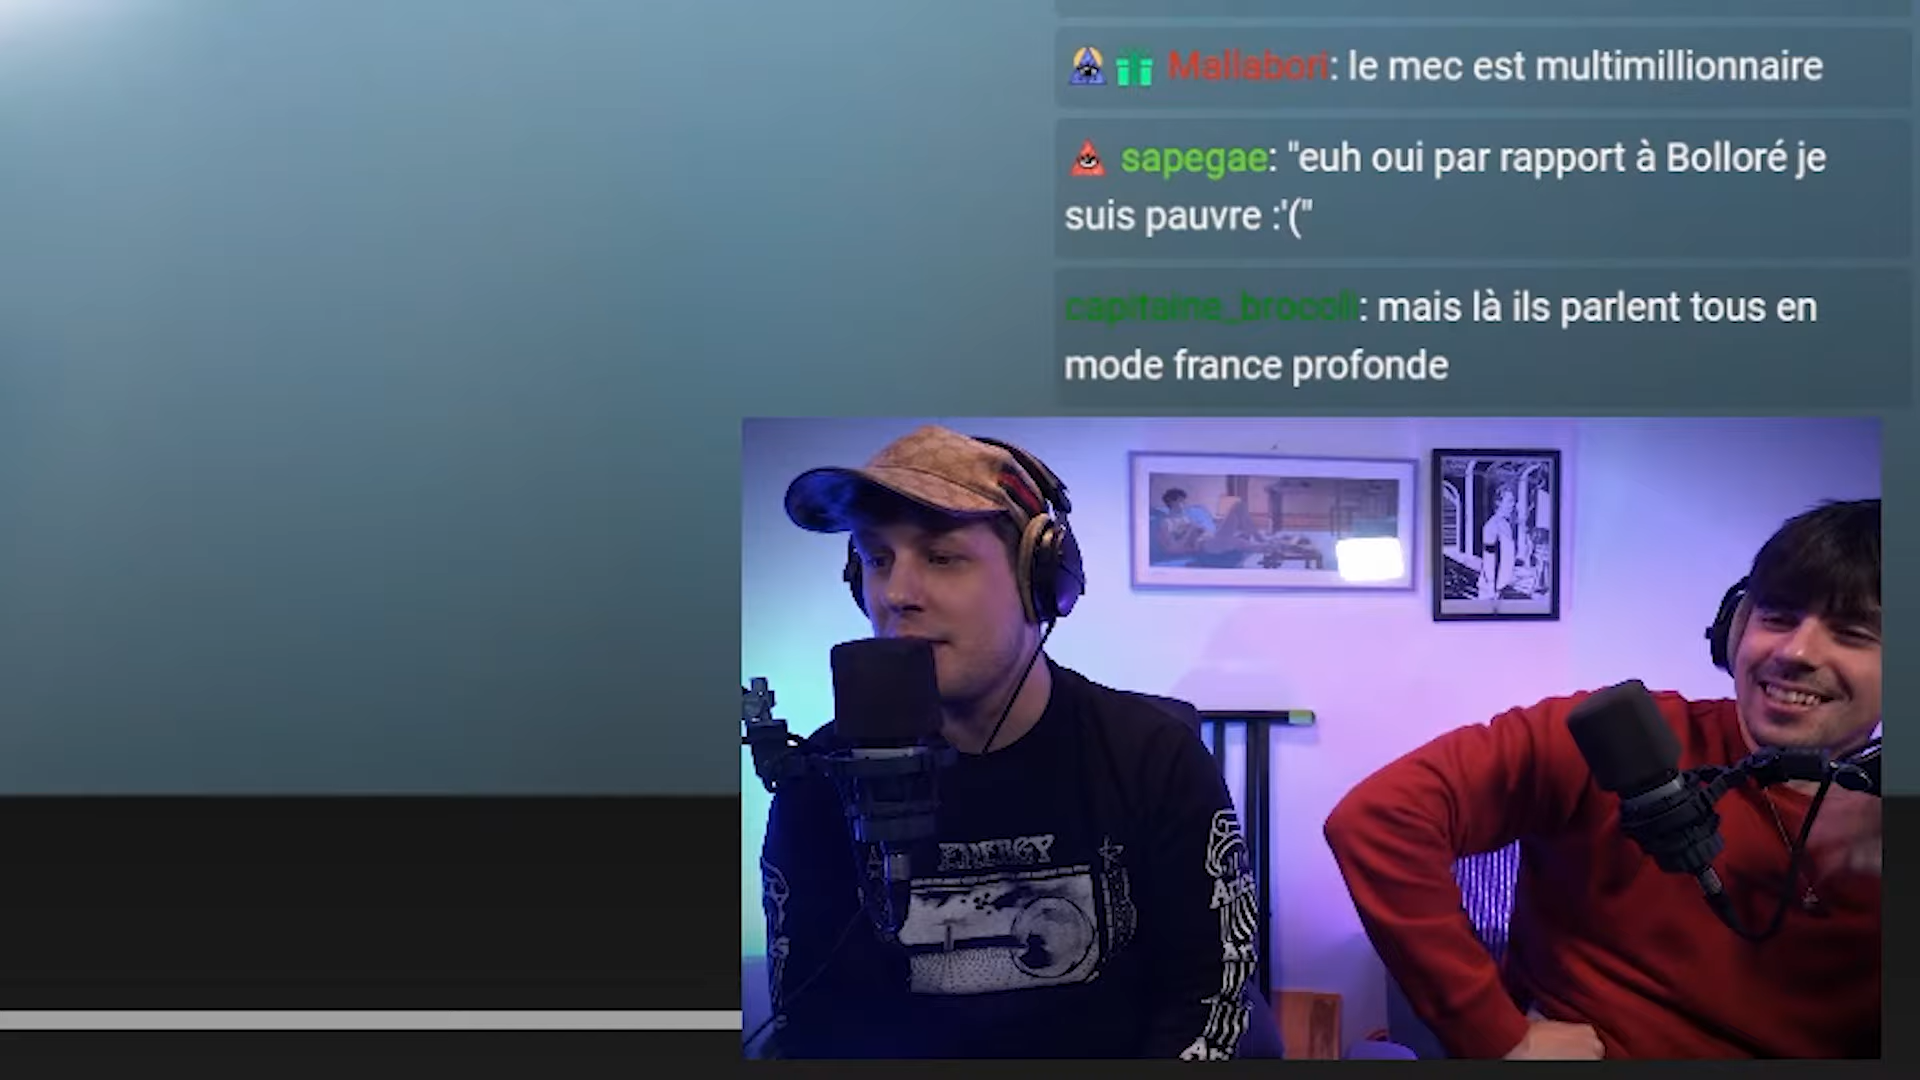 Mallabori: le mec est multimillionnaire
sapegae: "euh oui par rapport à Bolloré je
suis pauvre :'("
capitaine_brocoli: mais là ils parlent tous en
mode france profonde
ENERGY